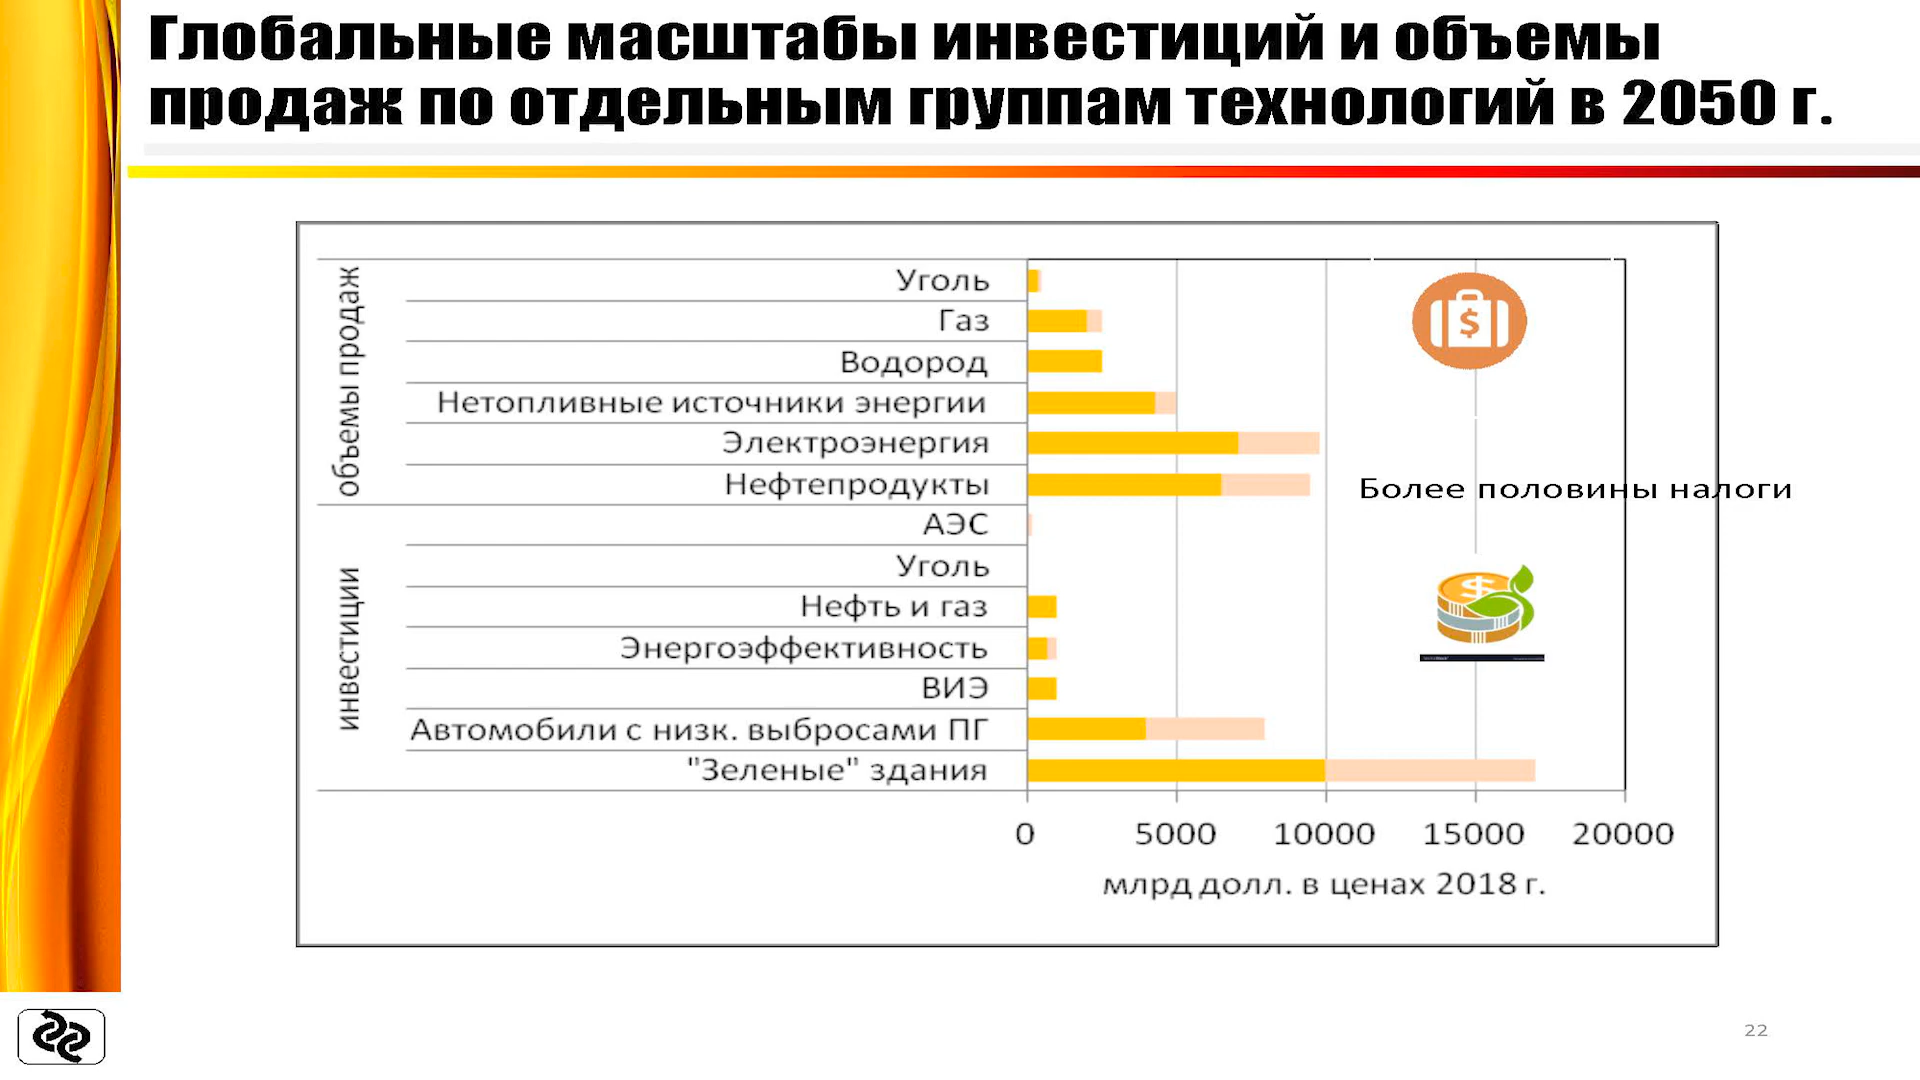 Глобальные масштабы инвестиций и объемы
продаж по отдельным группам технологий в 2050 г.
объемы продаж
Уголь
Газ
Водород
Нетопливные источники энергии
Электроэнергия
Нефтепродукты
Более половины налоги
инвестиции
АЭС
Уголь
Нефть и газ
Энергоэффективность
ВИЭ
Автомобили с низк. выбросами ПГ
"Зеленые" здания
0 5000 10000 15000 20000
млрд долл. в ценах 2018 г.
$
$
22